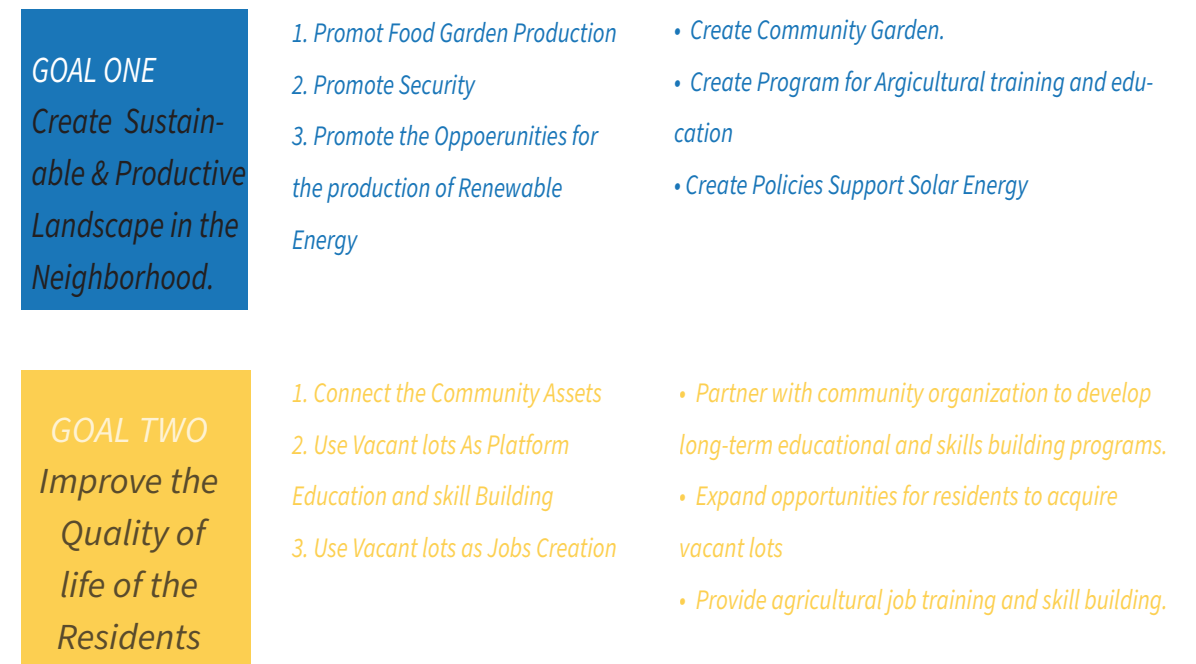 GOAL ONE
Create Sustain-
able & Productive
Landscape in the
Neighborhood.
1. Promot Food Garden Production
2. Promote Security
3. Promote the Oppoerunities for
the production of Renewable
Energy
• Create Community Garden.
• Create Program for Argicultural training and edu-
cation
• Create Policies Support Solar Energy
GOAL TWO
Improve the
Quality of
life of the
Residents
1. Connect the Community Assets
2. Use Vacant lots As Platform
Education and skill Building
3. Use Vacant lots as Jobs Creation
• Partner with community organization to develop
long-term educational and skills building programs.
• Expand opportunities for residents to acquire
vacant lots
• Provide agricultural job training and skill building.